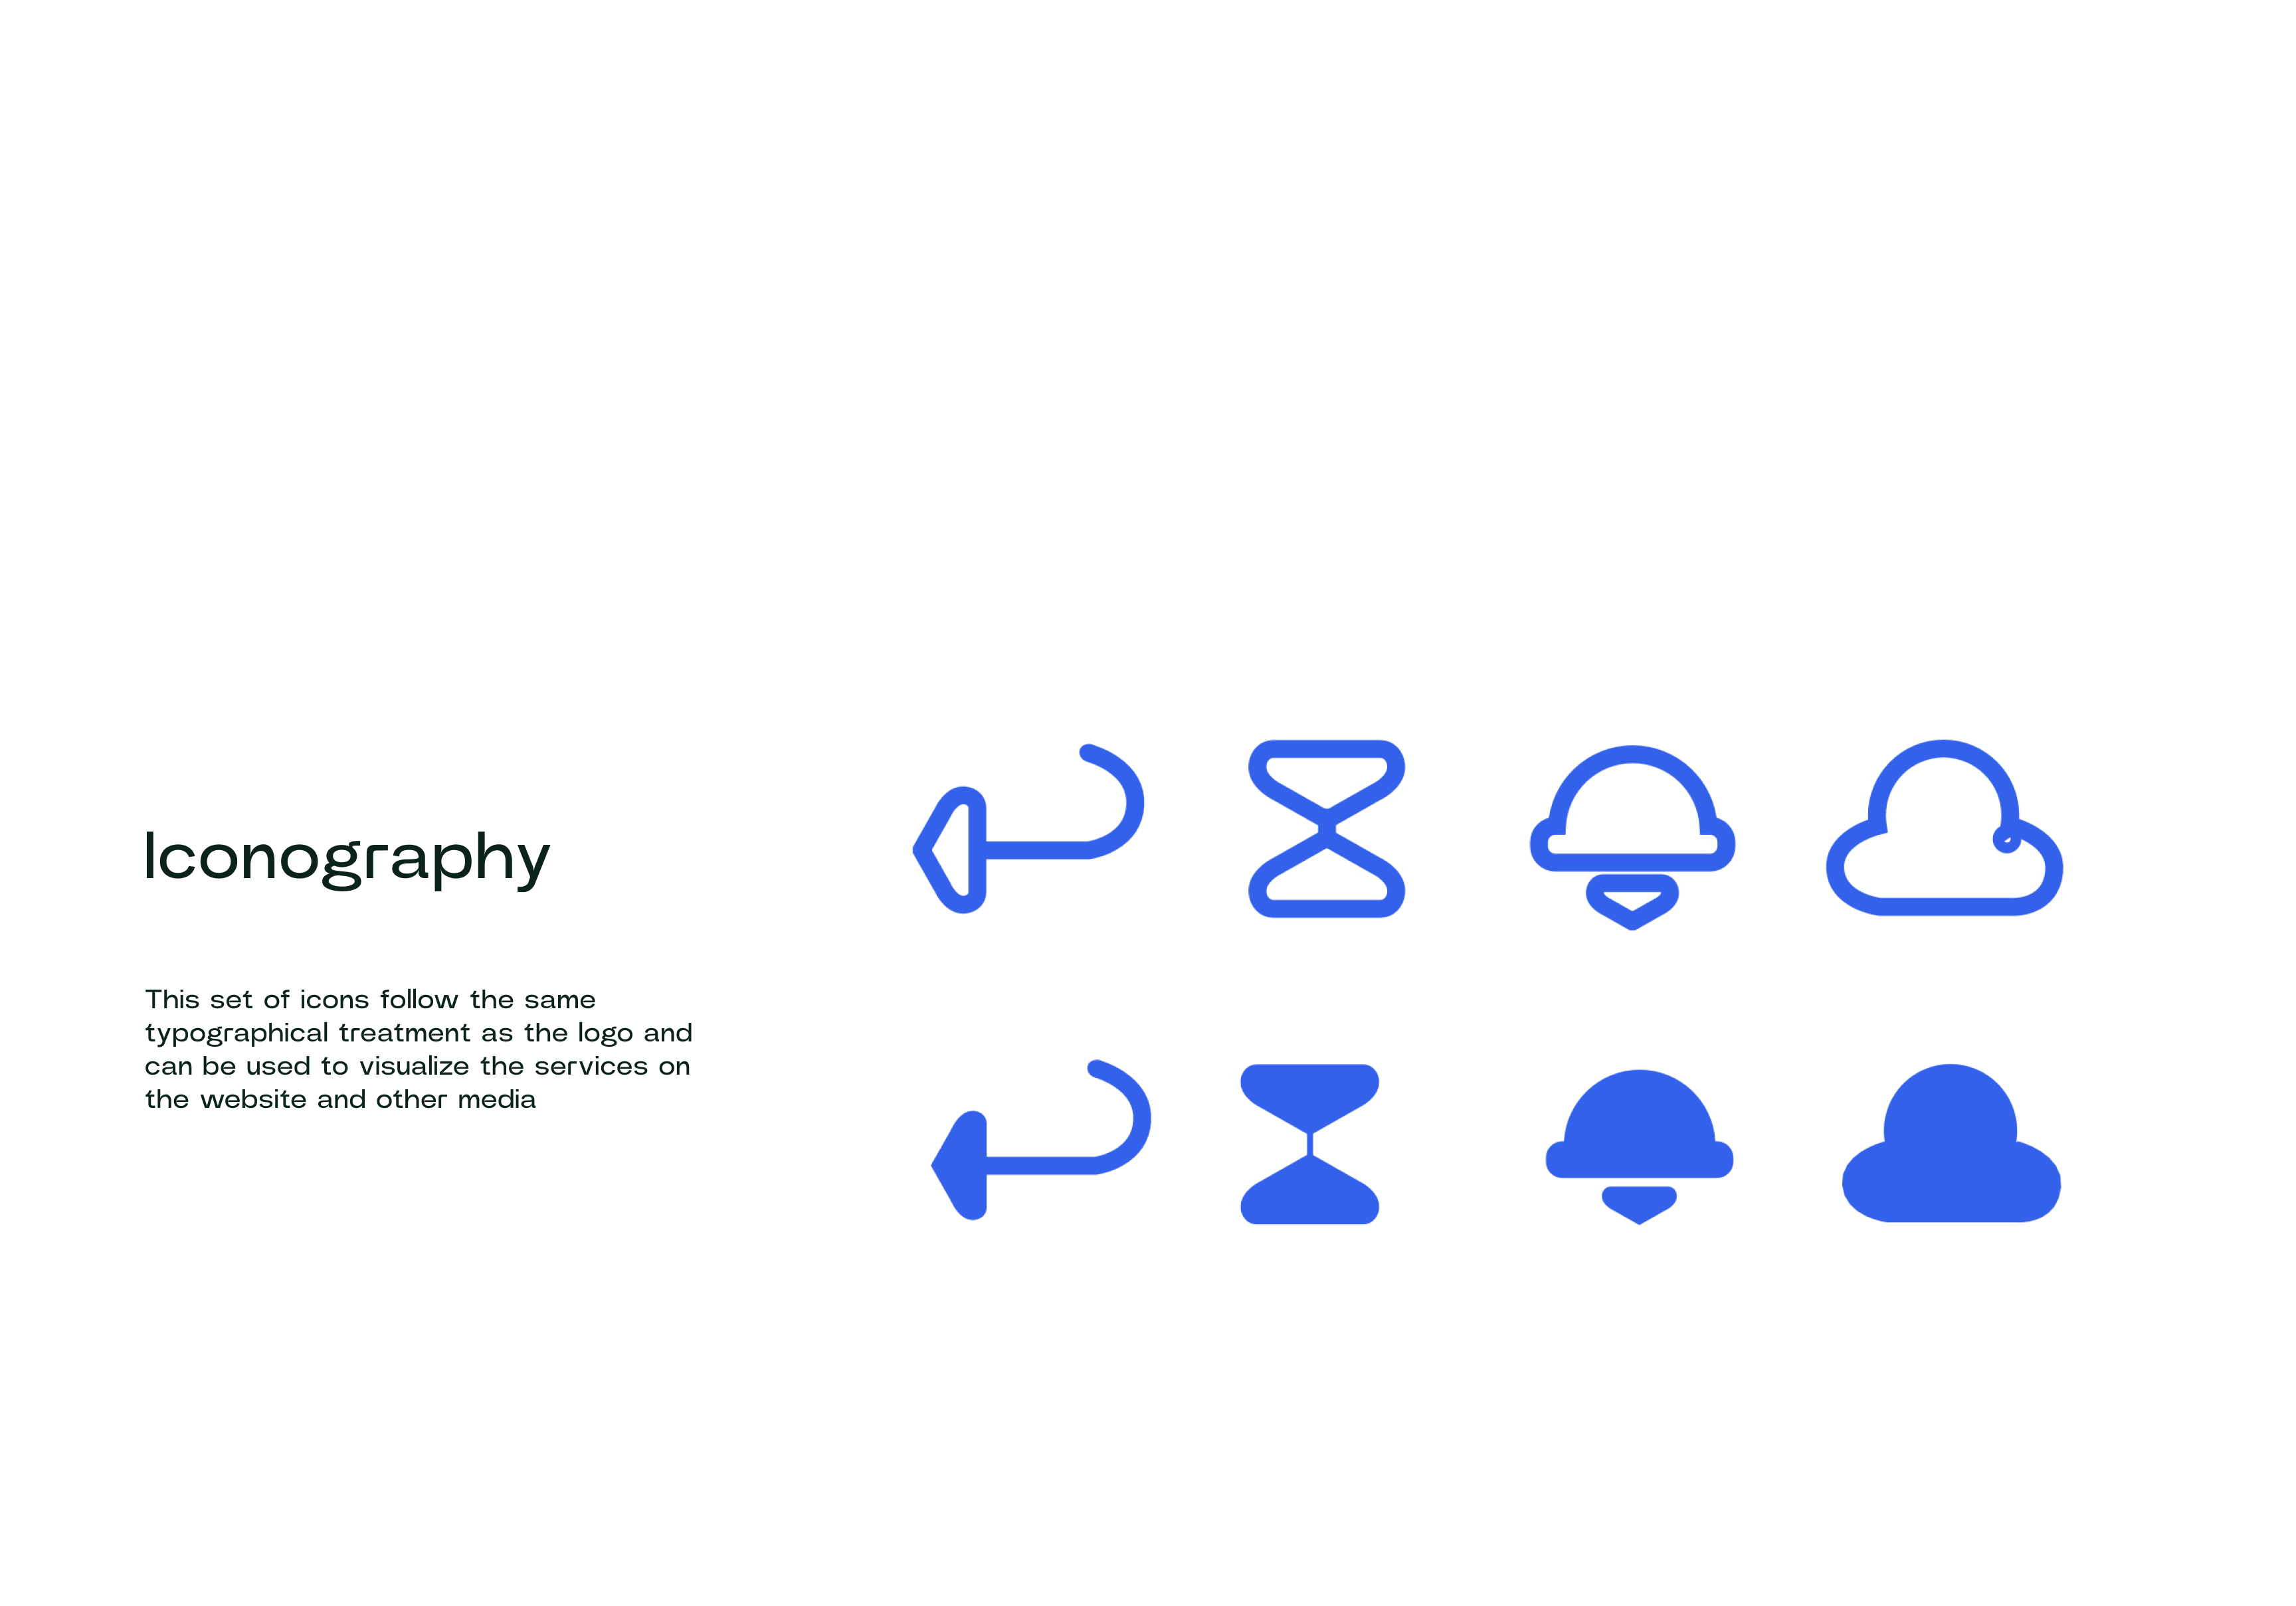 Iconography
This set of icons follow the same
typographical treatment as the logo and
can be used to visualize the services on
the website and other media